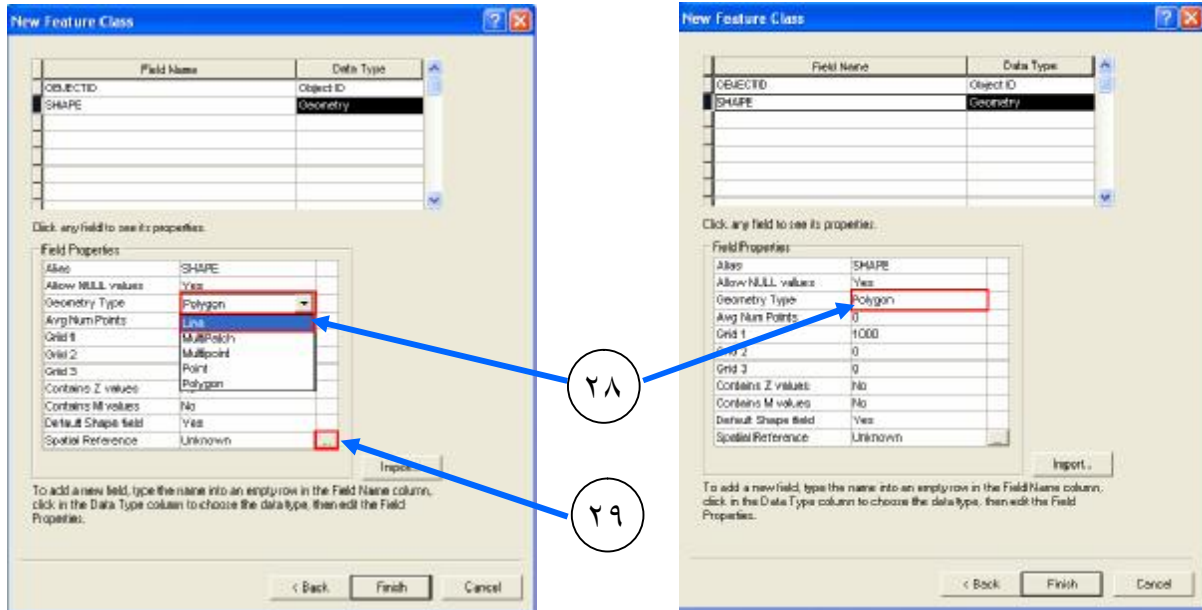 New Feature Class
Field Name Data Type
OBJECTID Object ID
SHAPE Geometry
Click any field to see its properties.
Field Properties
Alias SHAPE
Allow NULL values Yes
Geometry Type Polygon
Avg Num Points Line
Grid 1 MultiPatch
Grid 2 Multipoint
Grid 3 Point
Contains Z values Polygon
Contains M values No
Default Shape field Yes
Spatial Reference Unknown ...
Import...
To add a new field, type the name into an empty row in the Field Name column,
click in the Data Type column to choose the data type, then edit the Field
Properties.
< Back Finish Cancel
٢٨
٢٩
New Feature Class
Field Name Data Type
OBJECTID Object ID
SHAPE Geometry
Click any field to see its properties.
Field Properties
Alias SHAPE
Allow NULL values Yes
Geometry Type Polygon
Avg Num Points 0
Grid 1 1000
Grid 2 0
Grid 3 0
Contains Z values No
Contains M values No
Default Shape field Yes
Spatial Reference Unknown ...
Import...
To add a new field, type the name into an empty row in the Field Name column,
click in the Data Type column to choose the data type, then edit the Field
Properties.
< Back Finish Cancel